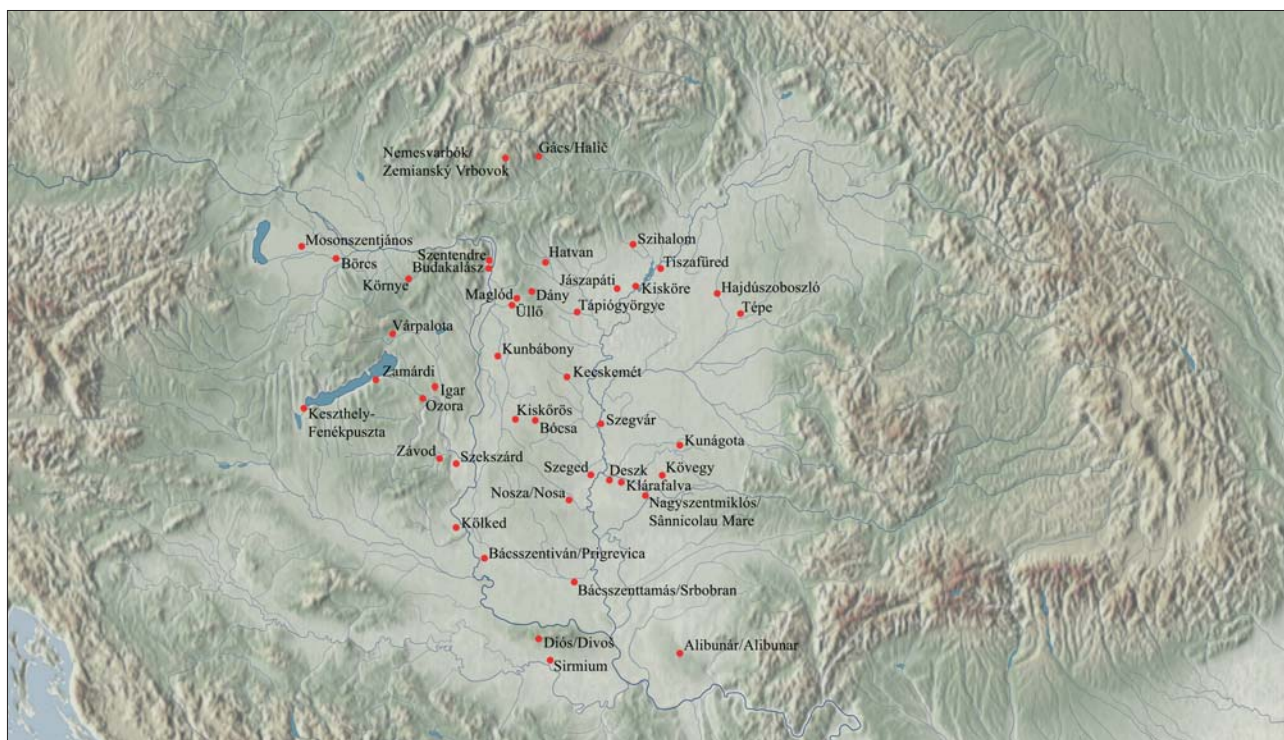 Gács/Halič
Nemesvarbók/
Zemianský Vrbovok
Mosonszentjános
Börcs
Szentendre
Budakalász
Környe
Hatvan
Szihalom
Tiszafüred
Jászapáti
Kisköre
Hajdúszoboszló
Maglód
Dány
Üllő
Tápiógyörgye
Tépe
Várpalota
Kunbábony
Zamárdi
Igar
Ozora
Kecskemét
Keszthely-
Fenékpuszta
Kiskőrös
Bócsa
Szegvár
Kunágota
Závod
Szekszárd
Szeged
Deszk
Klárafalva
Kövegy
Nosza/Nosa
Nagyszentmiklós/
Sânnicolau Mare
Kölked
Bácsszentiván/Prigrevica
Bácsszenttamás/Srbobran
Díós/Divoš
Sirmium
Alibunár/Alibunar